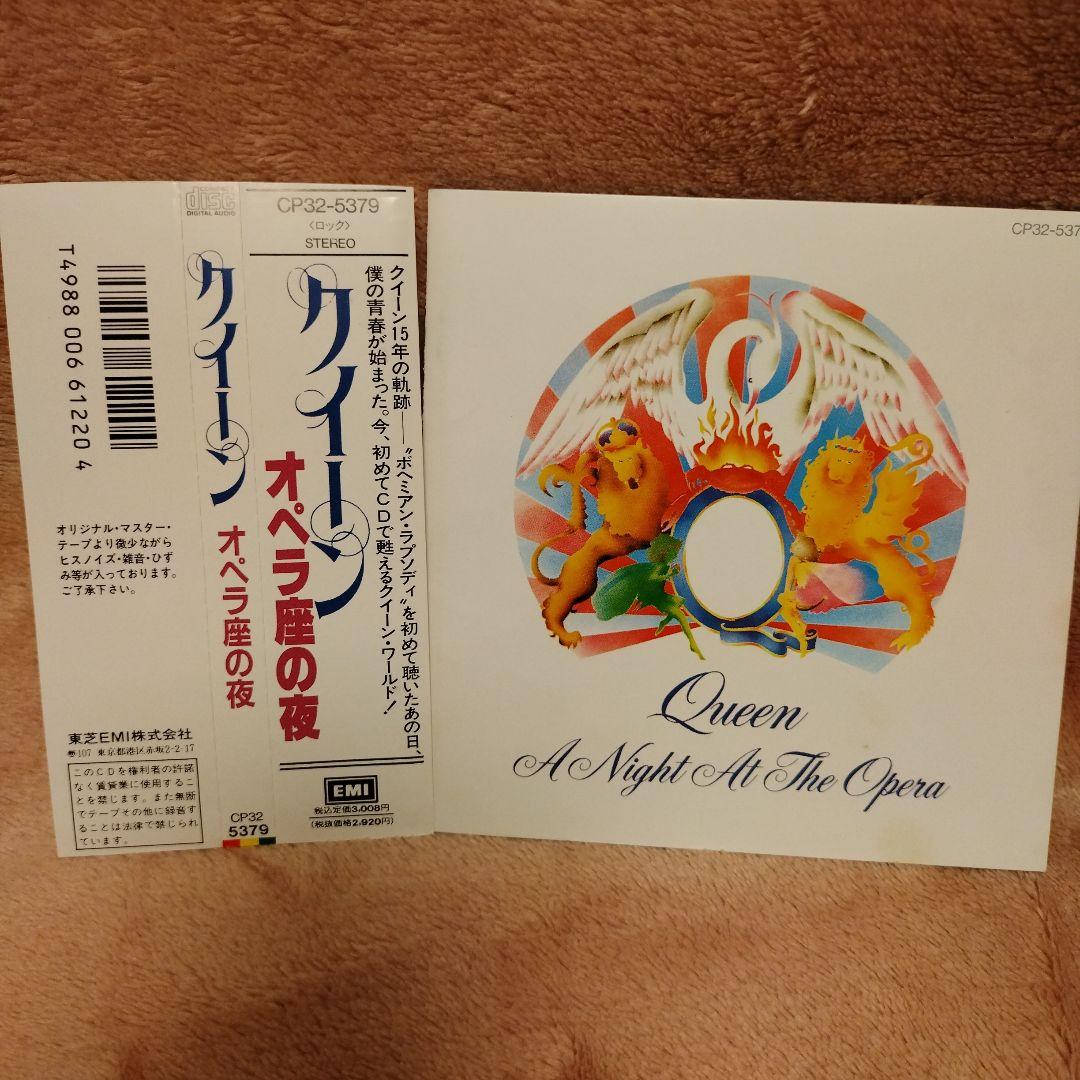 T4988 006 61220 4
オリジナル・マスター・
テープより微少ながら
ヒスノイズ・雑音・ひず
み等が入っております。
ご了承下さい。
東芝EMI株式会社
〒107 東京都港区赤坂2-2-17
このCDを権利者の許諾
なく賃貸業に使用するこ
とを禁じます。また無断
でテープその他に録音す
ることは法律で禁じられ
ています。
COMPACT
disc
DIGITAL AUDIO
クイーン
オペラ座の夜
CP32
5379
CP32-5379
〈ロック〉
STEREO
クイーン15年の軌跡──〝ボヘミアン・ラプソディ〟を初めて聴いたあの日、
僕の青春が始まった。今、初めてCDで甦えるクイーン・ワールド!
クイーン
オペラ座の夜
EMI
税込定価3,008円
(税抜価格2,920円)
CP32-537
Queen
A Night At The Opera